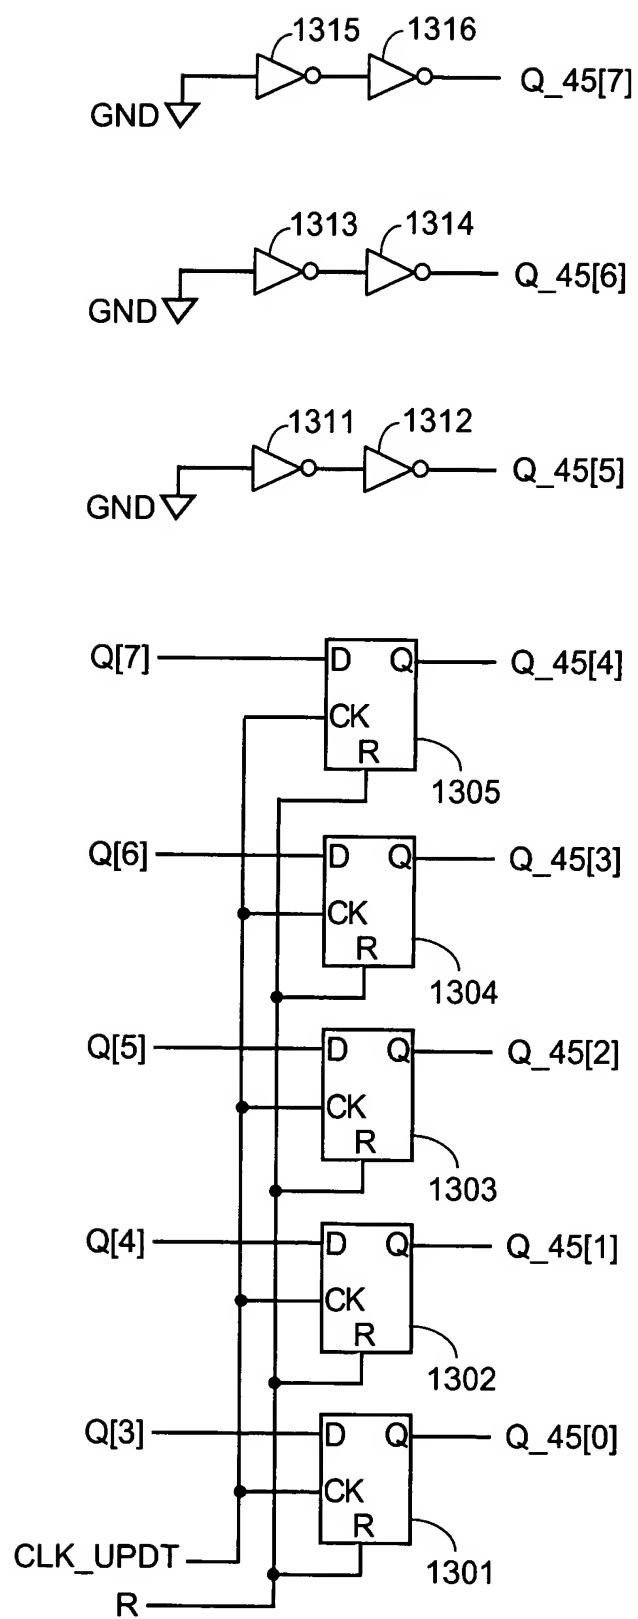 1315 1316
Q_45[7]
GND
1313 1314
Q_45[6]
GND
1311 1312
Q_45[5]
GND
Q[7] D Q Q_45[4]
CK
R
1305
Q[6] D Q Q_45[3]
CK
R
1304
Q[5] D Q Q_45[2]
CK
R
1303
Q[4] D Q Q_45[1]
CK
R
1302
Q[3] D Q Q_45[0]
CK
R
CLK_UPDT
1301
R